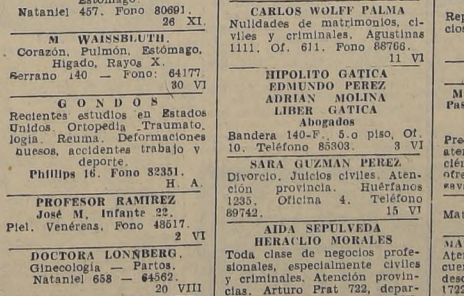 Estómago.
Nataniel 457. Fono 80691.
26 XI.
M. WAISSBLUTH.
Corazón, Pulmón, Estómago,
Hígado, Rayos X.
Serrano 140 — Fono: 64177
30 VI
GONDOS
Recientes estudios en Estados
Unidos. Ortopedia Traumato.
logía. Reuma. Deformaciones
huesos, accidentes trabajo y
deporte.
Phillips 16. Fono 82351.
H. A.
PROFESOR RAMIREZ
José M. Infante 22.
Piel. Venéreas. Fono 48517.
2 VI
DOCTORA LONNBERG.
Ginecología — Partos.
Nataniel 658 — 64562.
20 VIII
CARLOS WOLFF PALMA
Nulidades de matrimonios, ci-
viles y criminales. Agustinas
1111. Of. 611. Fono 88766.
11 VI
HIPOLITO GATICA
EDMUNDO PEREZ
ADRIAN MOLINA
LIBER GATICA
Abogados
Bandera 140-F., 5.o piso, Of.
10. Teléfono 85303. 3 VI
SARA GUZMAN PEREZ
Divorcio. Juicios civiles. Aten-
ción provincia. Huérfanos
1235. Oficina 4. Teléfono
89742. 15 VI
AIDA SEPULVEDA
HERACLIO MORALES
Toda clase de negocios profe-
sionales, especialmente civiles
y criminales. Atención provin-
cias. Arturo Prat 722, depar-